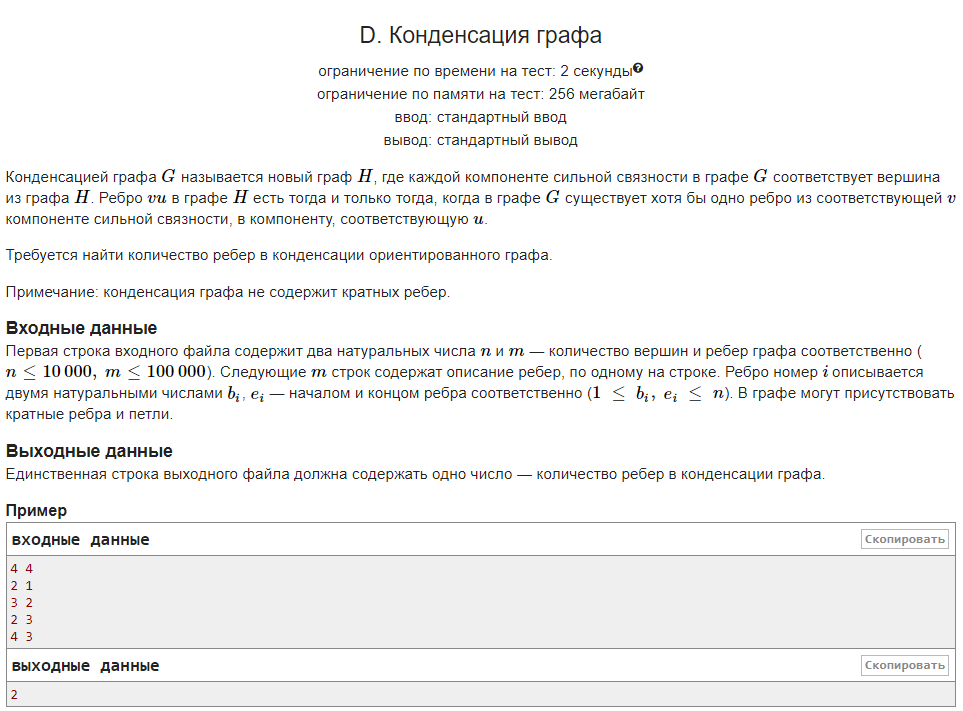 D. Конденсация графа
ограничение по времени на тест: 2 секунды?
ограничение по памяти на тест: 256 мегабайт
ввод: стандартный ввод
вывод: стандартный вывод
Конденсацией графа G называется новый граф H, где каждой компоненте сильной связности в графе G соответствует вершина
из графа H. Ребро vu в графе H есть тогда и только тогда, когда в графе G существует хотя бы одно ребро из соответствующей v
компоненте сильной связности, в компоненту, соответствующую u.
Требуется найти количество ребер в конденсации ориентированного графа.
Примечание: конденсация графа не содержит кратных ребер.
Входные данные
Первая строка входного файла содержит два натуральных числа n и m — количество вершин и ребер графа соответственно (
n ≤ 10 000, m ≤ 100 000). Следующие m строк содержат описание ребер, по одному на строке. Ребро номер i описывается
двумя натуральными числами b_i, e_i — началом и концом ребра соответственно (1 ≤ b_i, e_i ≤ n). В графе могут присутствовать
кратные ребра и петли.
Выходные данные
Единственная строка выходного файла должна содержать одно число — количество ребер в конденсации графа.
Пример
входные данные
Скопировать
4 4
2 1
3 2
2 3
4 3
выходные данные
Скопировать
2